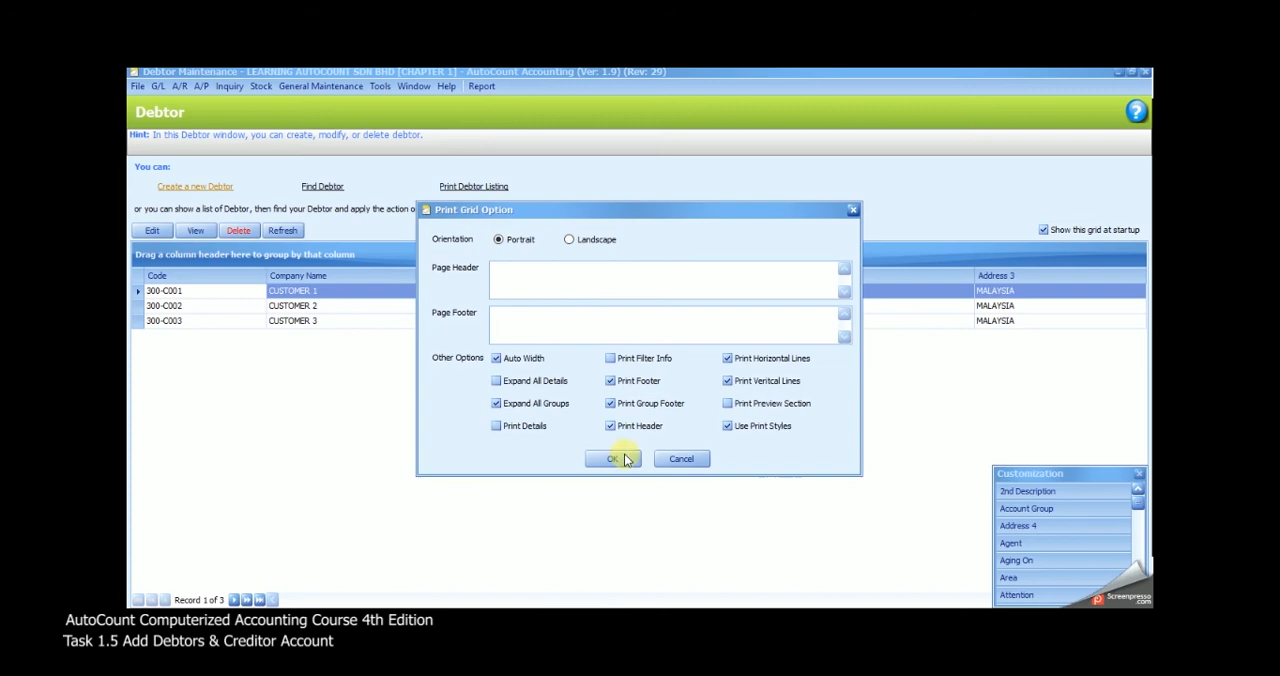 Debtor Maintenance - LEARNING AUTOCOUNT SDN BHD [CHAPTER 1] - AutoCount Accounting (Ver: 1.9) (Rev: 29)
File G/L A/R A/P Inquiry Stock General Maintenance Tools Window Help Report
Debtor
?
Hint: In this Debtor window, you can create, modify, or delete debtor.
You can:
Create a new Debtor Find Debtor Print Debtor Listing
or you can show a list of Debtor, then find your Debtor and apply the action o
Edit View Delete Refresh
Show this grid at startup
Drag a column header here to group by that column
Code Company Name Address 3
300-C001 CUSTOMER 1 MALAYSIA
300-C002 CUSTOMER 2 MALAYSIA
300-C003 CUSTOMER 3 MALAYSIA
Print Grid Option
Orientation Portrait Landscape
Page Header
Page Footer
Other Options Auto Width Print Filter Info Print Horizontal Lines
Expand All Details Print Footer Print Veritcal Lines
Expand All Groups Print Group Footer Print Preview Section
Print Details Print Header Use Print Styles
OK Cancel
Customization
2nd Description
Account Group
Address 4
Agent
Aging On
Area
Attention
Screenpresso
.com
Record 1 of 3
AutoCount Computerized Accounting Course 4th Edition
Task 1.5 Add Debtors & Creditor Account